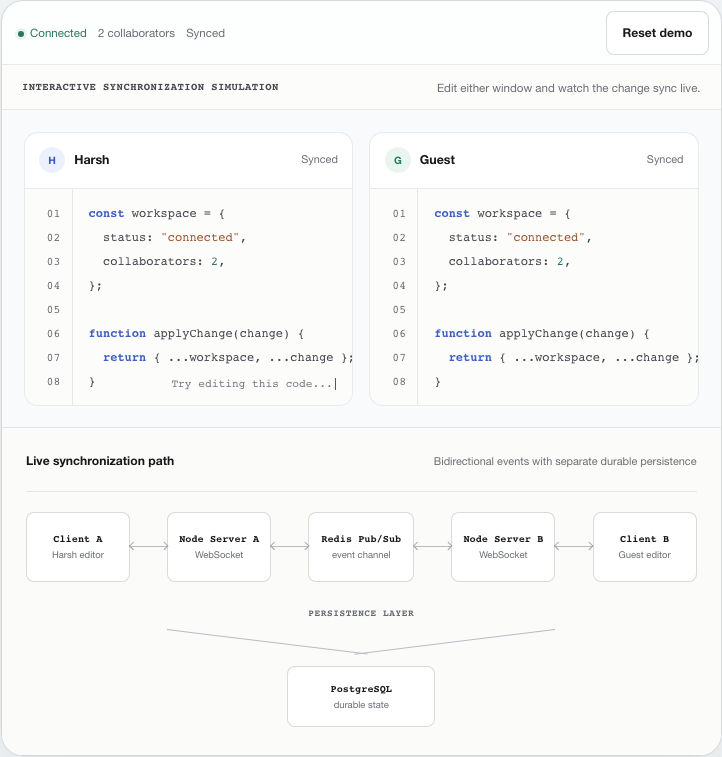 Connected 2 collaborators Synced Reset demo
INTERACTIVE SYNCHRONIZATION SIMULATION Edit either window and watch the change sync live.
H Harsh Synced
01 const workspace = {
02 status: "connected",
03 collaborators: 2,
04 };
05
06 function applyChange(change) {
07 return { ...workspace, ...change };
08 } Try editing this code...
G Guest Synced
01 const workspace = {
02 status: "connected",
03 collaborators: 2,
04 };
05
06 function applyChange(change) {
07 return { ...workspace, ...change };
08 }
Live synchronization path Bidirectional events with separate durable persistence
Client A
Harsh editor
Node Server A
WebSocket
Redis Pub/Sub
event channel
Node Server B
WebSocket
Client B
Guest editor
PERSISTENCE LAYER
PostgreSQL
durable state